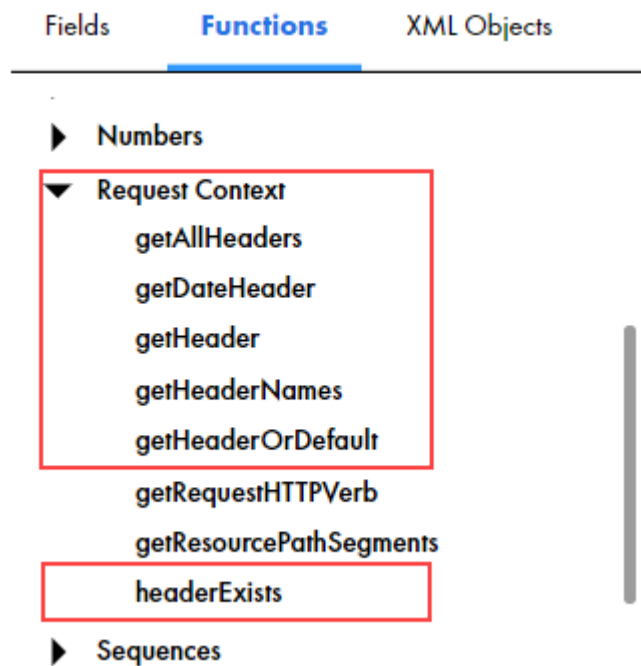 Fields Functions XML Objects
Numbers
Request Context
getAllHeaders
getDateHeader
getHeader
getHeaderNames
getHeaderOrDefault
getRequestHTTPVerb
getResourcePathSegments
headerExists
Sequences